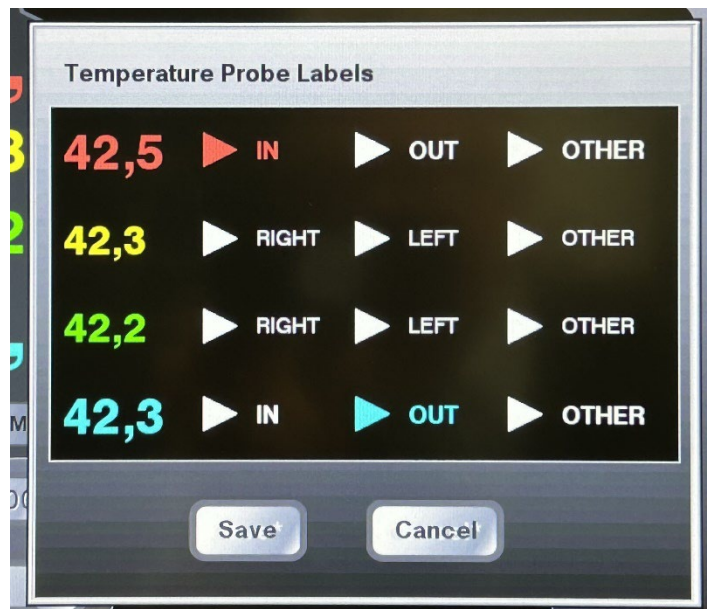 Temperature Probe Labels
42,5 IN OUT OTHER
42,3 RIGHT LEFT OTHER
42,2 RIGHT LEFT OTHER
42,3 IN OUT OTHER
Save Cancel